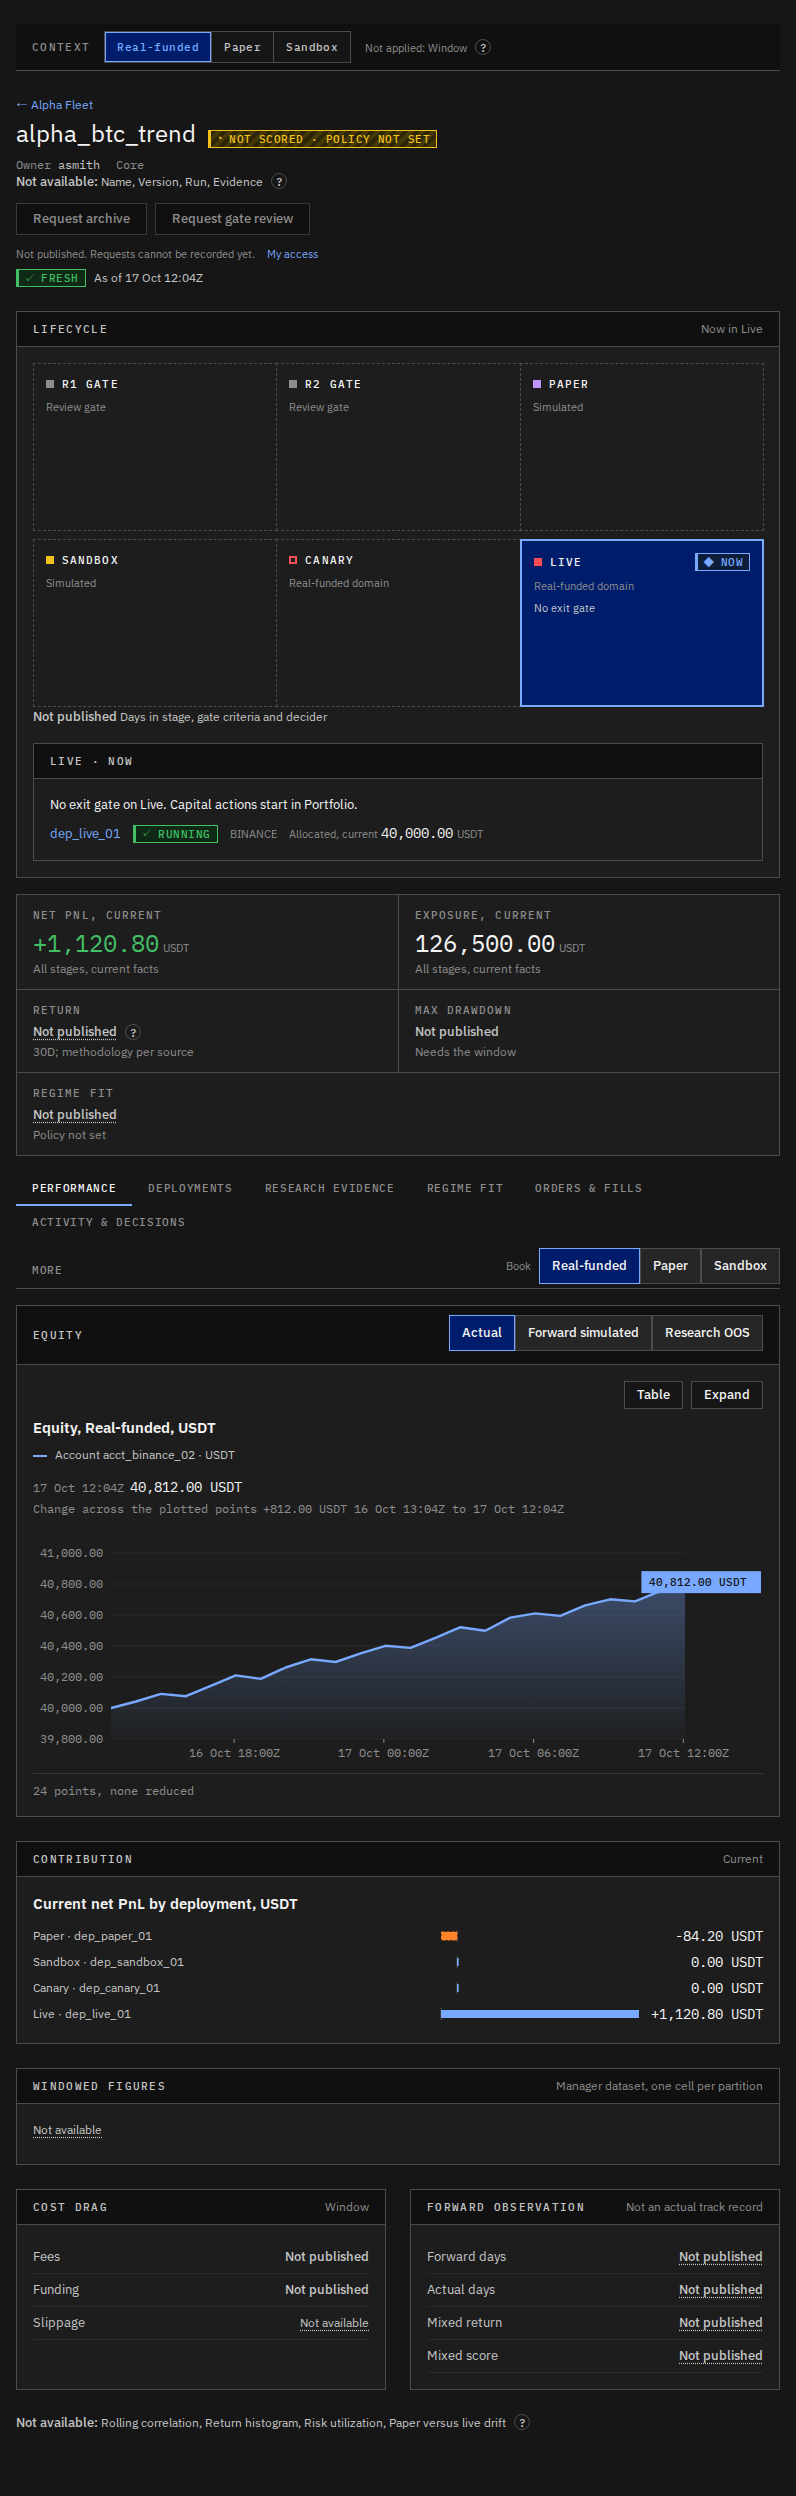 CONTEXT Real-funded Paper Sandbox Not applied: Window ?
← Alpha Fleet
alpha_btc_trend NOT SCORED · POLICY NOT SET
Owner asmith Core
Not available: Name, Version, Run, Evidence ?
Request archive Request gate review
Not published. Requests cannot be recorded yet. My access
✓ FRESH As of 17 Oct 12:04Z
LIFECYCLE Now in Live
R1 GATE R2 GATE PAPER
Review gate Review gate Simulated
SANDBOX CANARY LIVE ◆ NOW
Simulated Real-funded domain Real-funded domain
No exit gate
Not published Days in stage, gate criteria and decider
LIVE · NOW
No exit gate on Live. Capital actions start in Portfolio.
dep_live_01 ✓ RUNNING BINANCE Allocated, current 40,000.00 USDT
NET PNL, CURRENT EXPOSURE, CURRENT
+1,120.80 USDT 126,500.00 USDT
All stages, current facts All stages, current facts
RETURN MAX DRAWDOWN
Not published ? Not published
30D; methodology per source Needs the window
REGIME FIT
Not published
Policy not set
PERFORMANCE DEPLOYMENTS RESEARCH EVIDENCE REGIME FIT ORDERS & FILLS
ACTIVITY & DECISIONS
MORE Book Real-funded Paper Sandbox
EQUITY Actual Forward simulated Research OOS
Table Expand
Equity, Real-funded, USDT
Account acct_binance_02 · USDT
17 Oct 12:04Z 40,812.00 USDT
Change across the plotted points +812.00 USDT 16 Oct 13:04Z to 17 Oct 12:04Z
41,000.00
40,800.00 40,812.00 USDT
40,600.00
40,400.00
40,200.00
40,000.00
39,800.00
16 Oct 18:00Z 17 Oct 00:00Z 17 Oct 06:00Z 17 Oct 12:00Z
24 points, none reduced
CONTRIBUTION Current
Current net PnL by deployment, USDT
Paper · dep_paper_01 -84.20 USDT
Sandbox · dep_sandbox_01 0.00 USDT
Canary · dep_canary_01 0.00 USDT
Live · dep_live_01 +1,120.80 USDT
WINDOWED FIGURES Manager dataset, one cell per partition
Not available
COST DRAG Window FORWARD OBSERVATION Not an actual track record
Fees Not published Forward days Not published
Funding Not published Actual days Not published
Slippage Not available Mixed return Not published
Mixed score Not published
Not available: Rolling correlation, Return histogram, Risk utilization, Paper versus live drift ?